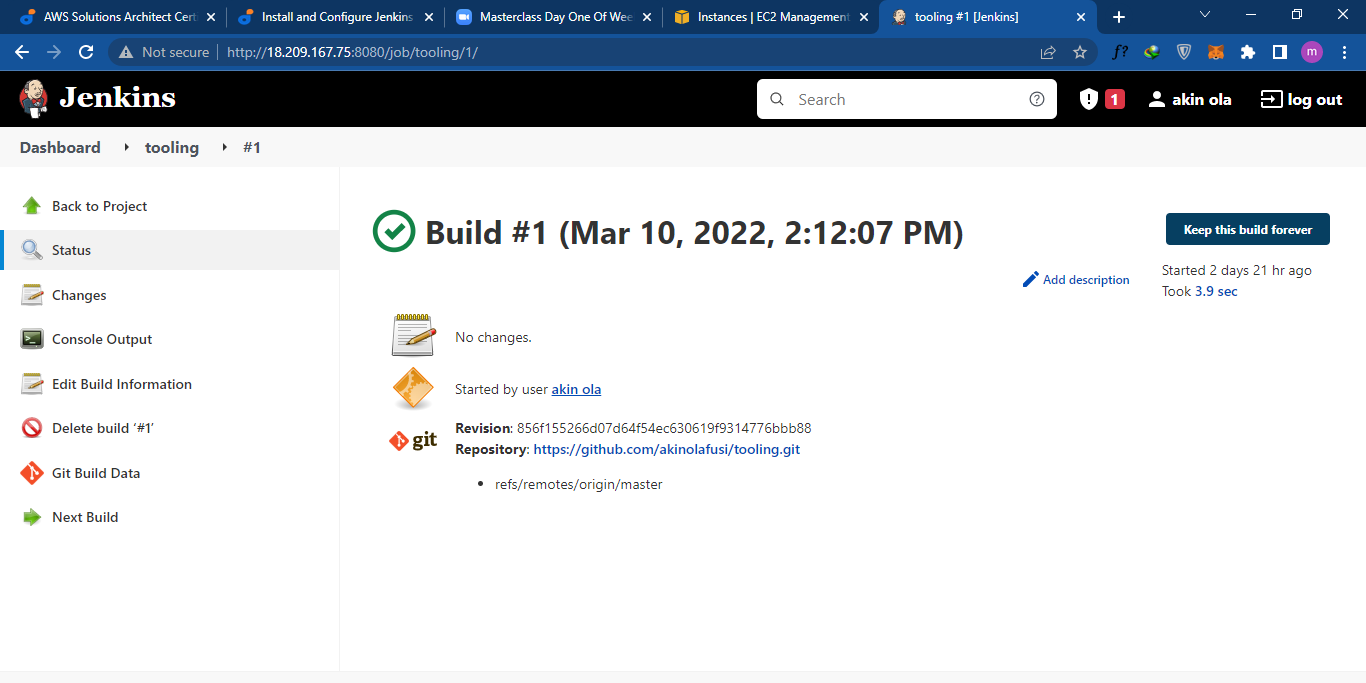 AWS Solutions Architect Cert
Install and Configure Jenkins
Masterclass Day One Of Wee
Instances | EC2 Management
tooling #1 [Jenkins]
Not secure | http://18.209.167.75:8080/job/tooling/1/
f?
m
Jenkins
Search
1
akin ola
log out
Dashboard
tooling
#1
Back to Project
Status
Changes
Console Output
Edit Build Information
Delete build ‘#1’
Git Build Data
Next Build
Build #1 (Mar 10, 2022, 2:12:07 PM)
Keep this build forever
Add description
Started 2 days 21 hr ago
Took 3.9 sec
No changes.
Started by user akin ola
git
Revision: 856f155266d07d64f54ec630619f9314776bbb88
Repository: https://github.com/akinolafusi/tooling.git
• refs/remotes/origin/master